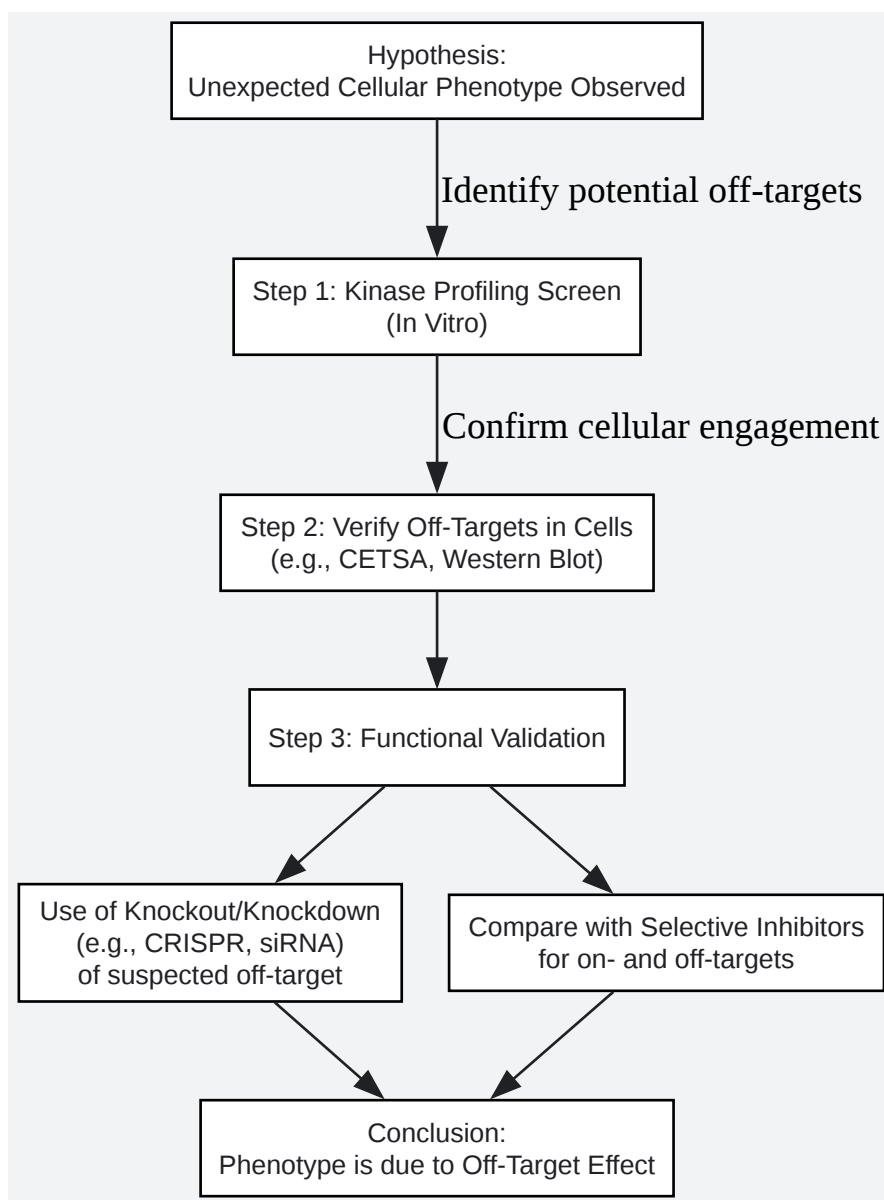 Hypothesis:
Unexpected Cellular Phenotype Observed
Identify potential off-targets
Step 1: Kinase Profiling Screen
(In Vitro)
Confirm cellular engagement
Step 2: Verify Off-Targets in Cells
(e.g., CETSA, Western Blot)
Step 3: Functional Validation
Use of Knockout/Knockdown
(e.g., CRISPR, siRNA)
of suspected off-target
Compare with Selective Inhibitors
for on- and off-targets
Conclusion:
Phenotype is due to Off-Target Effect